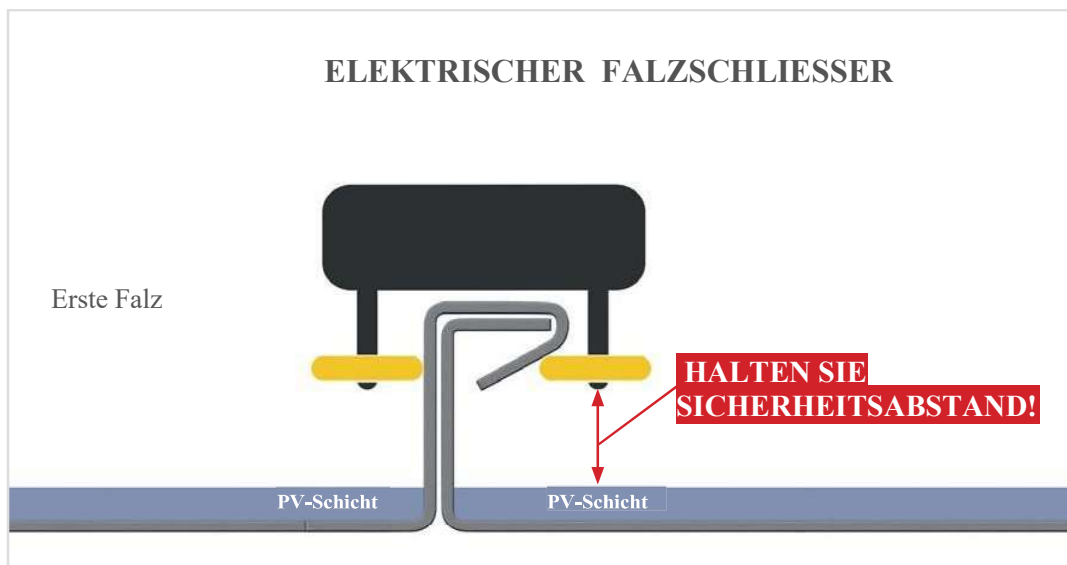 ELEKTRISCHER FALZSCHLIESSER
Erste Falz
HALTEN SIE
SICHERHEITSABSTAND!
PV-Schicht
PV-Schicht